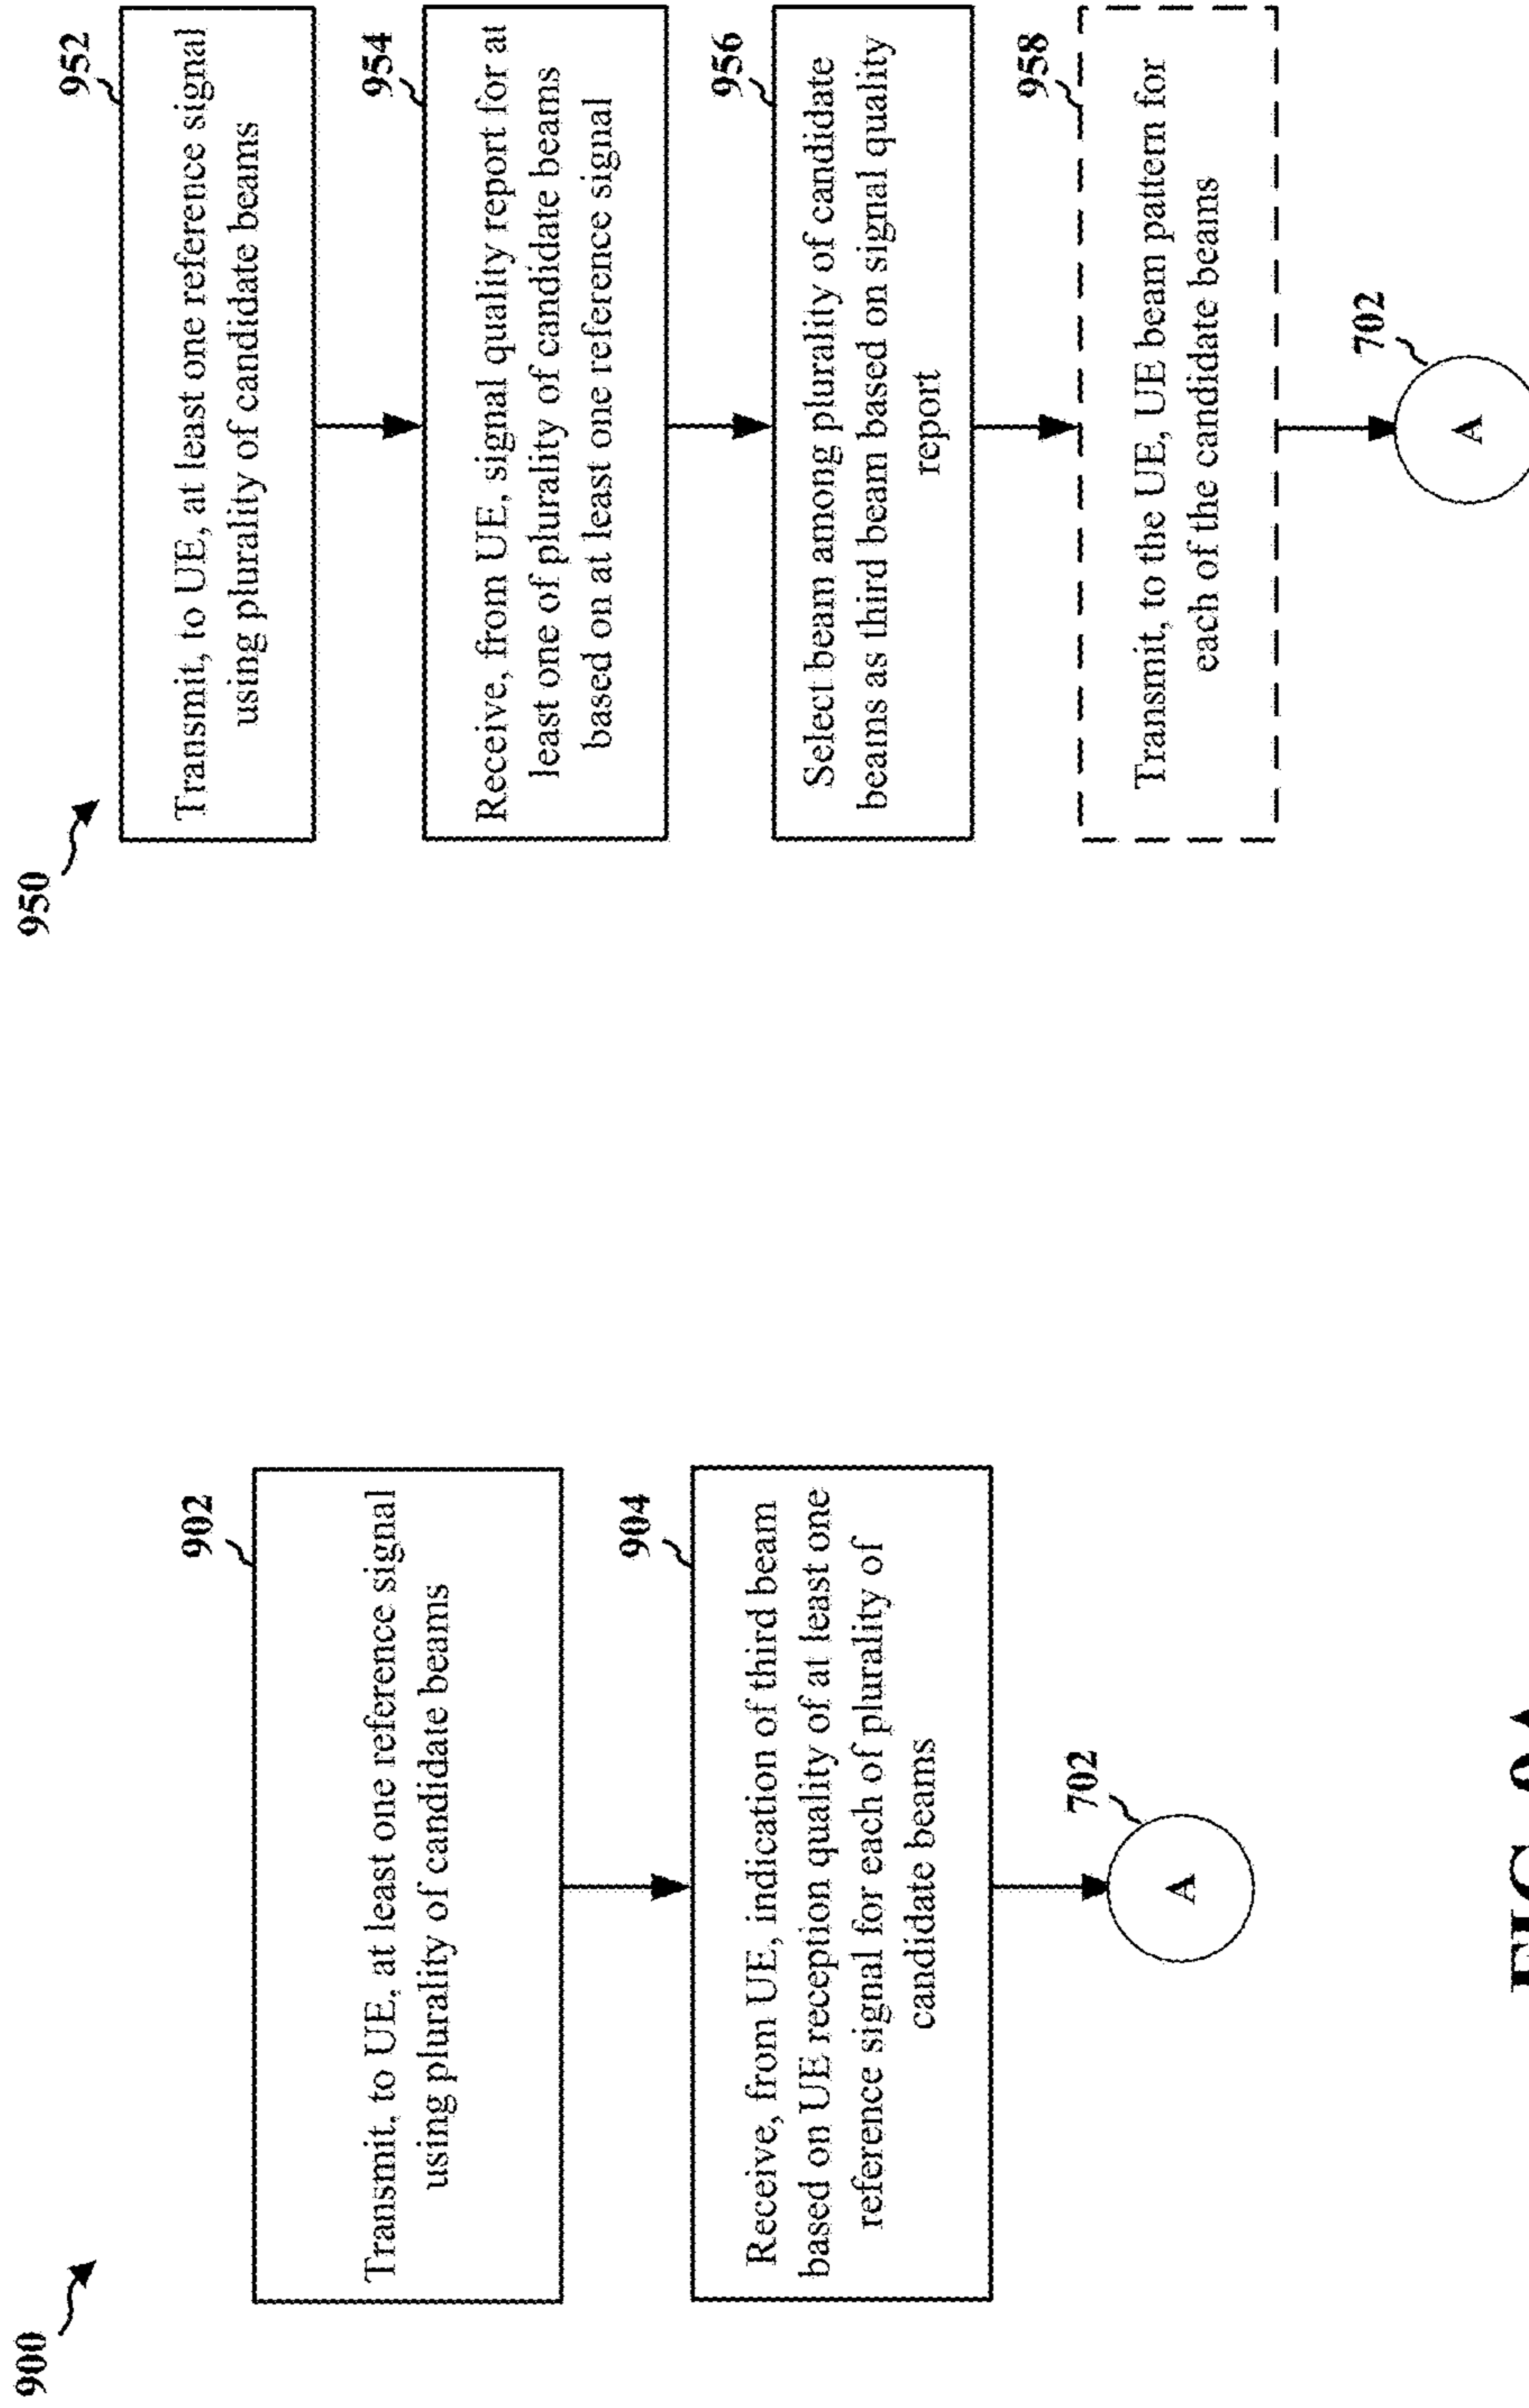 900
902
Transmit, to UE, at least one reference signal
using plurality of candidate beams
904
Receive, from UE, indication of third beam
based on UE reception quality of at least one
reference signal for each of plurality of
candidate beams
702
A
950
952
Transmit, to UE, at least one reference signal
using plurality of candidate beams
954
Receive, from UE, signal quality report for at
least one of plurality of candidate beams
based on at least one reference signal
956
Select beam among plurality of candidate
beams as third beam based on signal quality
report
958
Transmit, to the UE, UE beam pattern for
each of the candidate beams
702
A